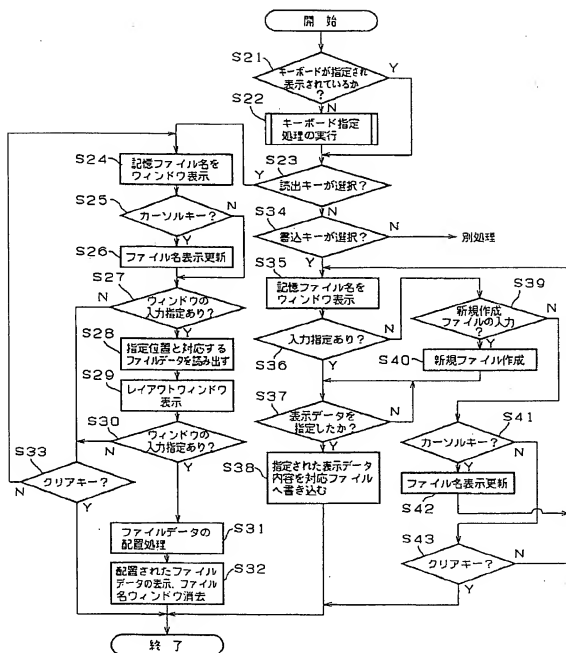 開始
S21
キーボードが指定され
表示されているか
?
Y
N
S22
キーボード指定
処理の実行
S23
読出キーが選択?
Y
N
S24
記憶ファイル名を
ウィンドウ表示
S25
カーソルキー?
N
Y
S26
ファイル名表示更新
S27
ウィンドウの
入力指定あり?
N
Y
S28
指定位置と対応する
ファイルデータを読み出す
S29
レイアウトウィンドウ
表示
S30
ウィンドウの
入力指定あり?
N
Y
S33
クリアキー?
N
Y
S31
ファイルデータの
配置処理
S32
配置されたファイル
データの表示、ファイル
名ウィンドウ消去
S34
書込キーが選択?
N
別処理
Y
S35
記憶ファイル名を
ウィンドウ表示
S36
入力指定あり?
N
Y
S37
表示データを
指定したか?
N
Y
S38
指定された表示データ
内容を対応ファイル
へ書き込む
S39
新規作成
ファイルの入力
?
N
Y
S40
新規ファイル作成
S41
カーソルキー?
N
Y
S42
ファイル名表示更新
S43
クリアキー?
N
Y
終了